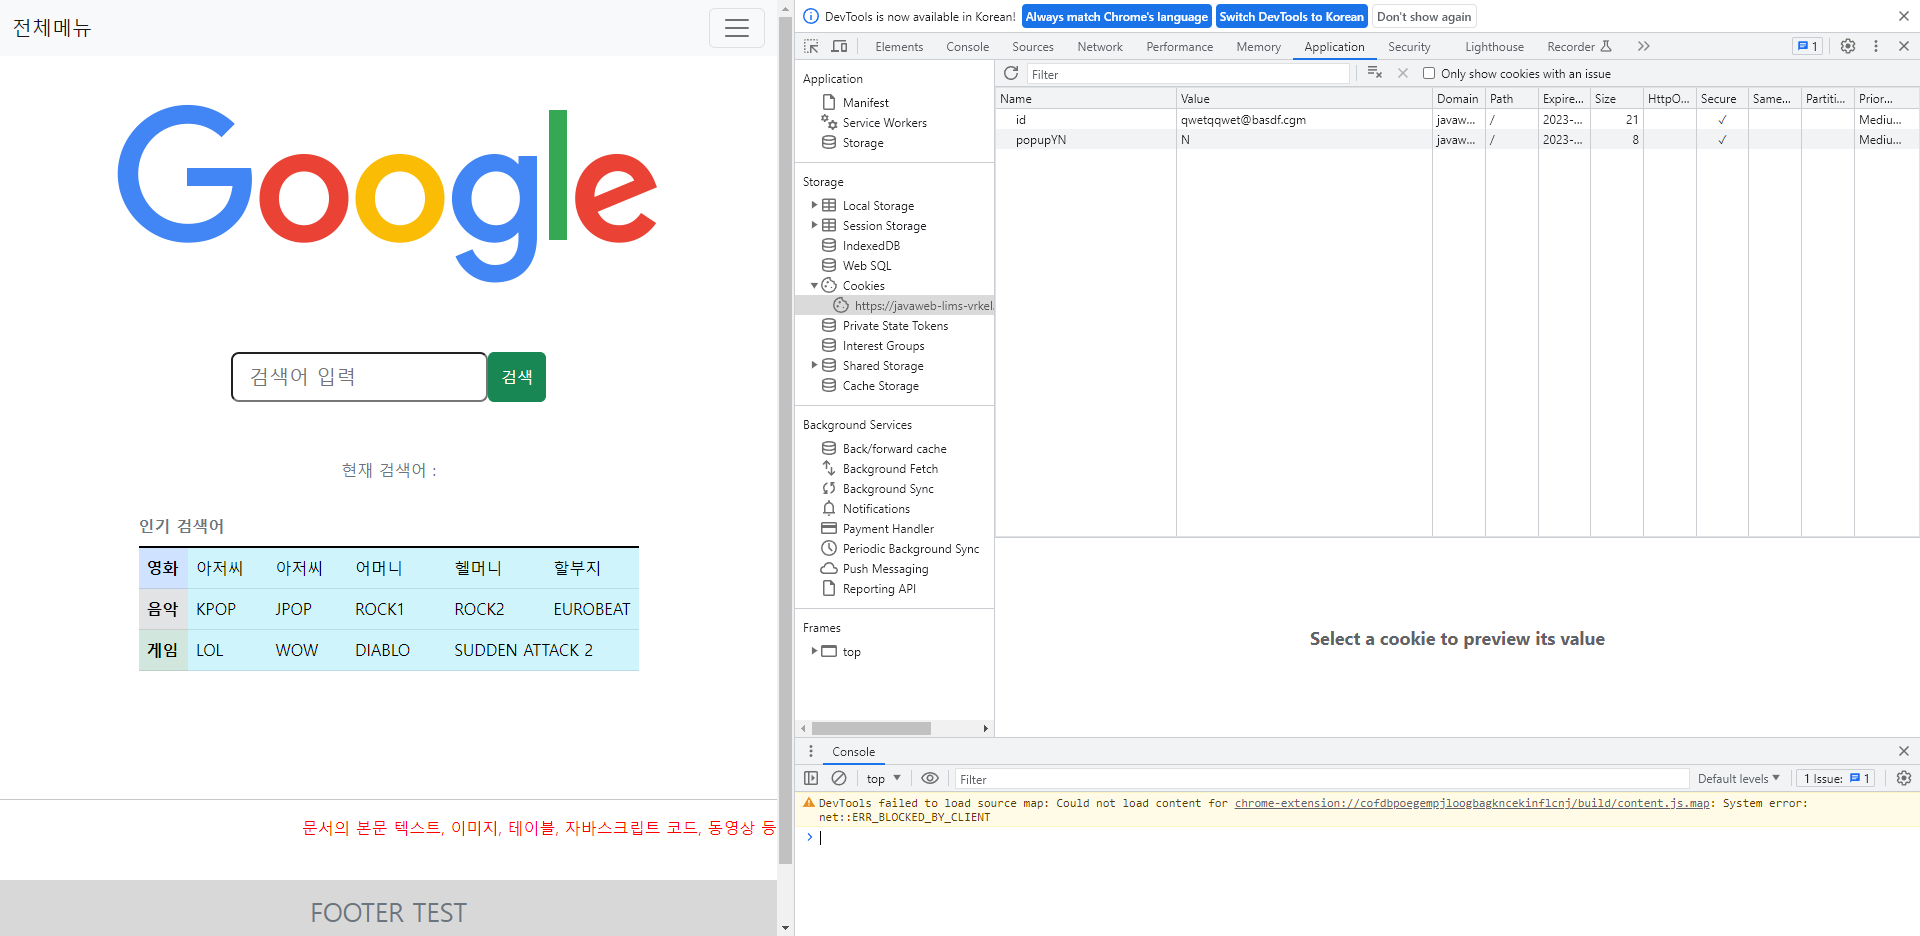 전체메뉴
Google
검색어 입력
검색
현재 검색어 :
인기 검색어
영화 아저씨 아저씨 어머니 헬머니 할부지
음악 KPOP JPOP ROCK1 ROCK2 EUROBEAT
게임 LOL WOW DIABLO SUDDEN ATTACK 2
문서의 본문 텍스트, 이미지, 테이블, 자바스크립트 코드, 동영상 등
FOOTER TEST
DevTools is now available in Korean! Always match Chrome's language Switch DevTools to Korean Don't show again
Elements Console Sources Network Performance Memory Application Security Lighthouse Recorder 1
Application
Manifest
Service Workers
Storage
Storage
Local Storage
Session Storage
IndexedDB
Web SQL
Cookies
https://javaweb-lims-vrkel
Private State Tokens
Interest Groups
Shared Storage
Cache Storage
Background Services
Back/forward cache
Background Fetch
Background Sync
Notifications
Payment Handler
Periodic Background Sync
Push Messaging
Reporting API
Frames
top
Filter Only show cookies with an issue
Name Value Domain Path Expire... Size HttpO... Secure Same... Partiti... Prior...
id qwetqqwet@basdf.cgm javaw... / 2023-... 21 ✓ Mediu...
popupYN N javaw... / 2023-... 8 ✓ Mediu...
Select a cookie to preview its value
Console
top Filter Default levels 1 Issue: 1
DevTools failed to load source map: Could not load content for chrome-extension://cofdbpoegempjloogbagkncekinflcnj/build/content.js.map: System error:
net::ERR_BLOCKED_BY_CLIENT